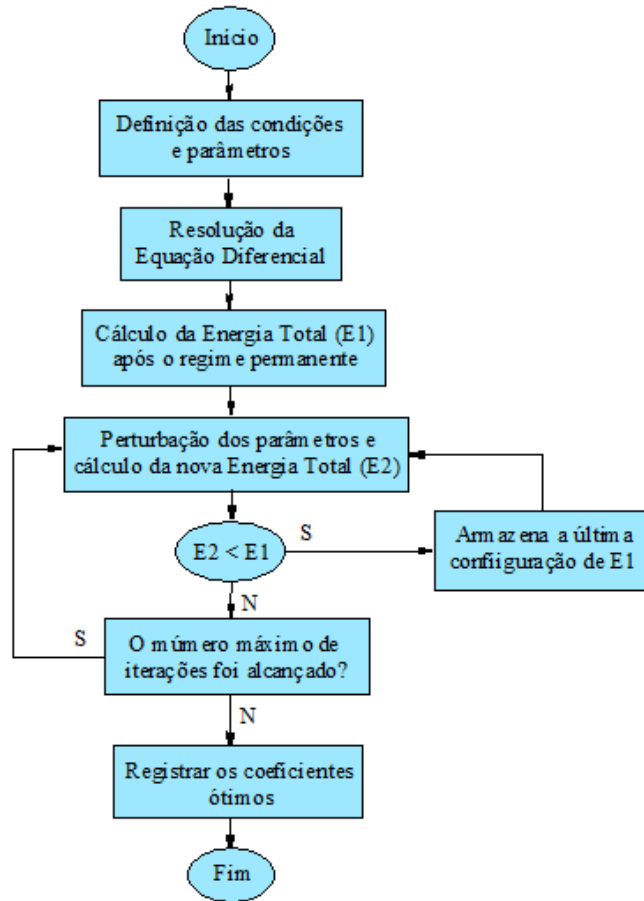 Início
Definição das condições
e parâmetros
Resolução da
Equação Diferencial
Cálculo da Energia Total (E1)
após o regime permanente
Perturbação dos parâmetros e
cálculo da nova Energia Total (E2)
E2 < E1
S
Armazena a última
confiiguração de E1
N
S
O múmero máximo de
iterações foi alcançado?
N
Registrar os coeficientes
ótimos
Fim